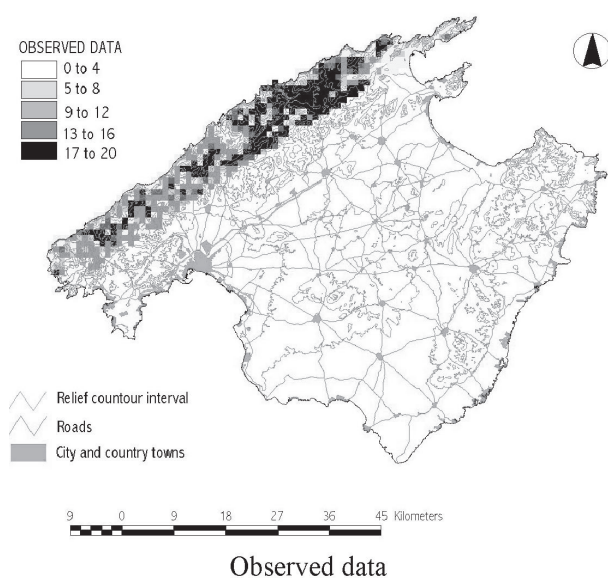 OBSERVED DATA
0 to 4
5 to 8
9 to 12
13 to 16
17 to 20
Relief countour interval
Roads
City and country towns
9 0 9 18 27 36 45 Kilometers
Observed data